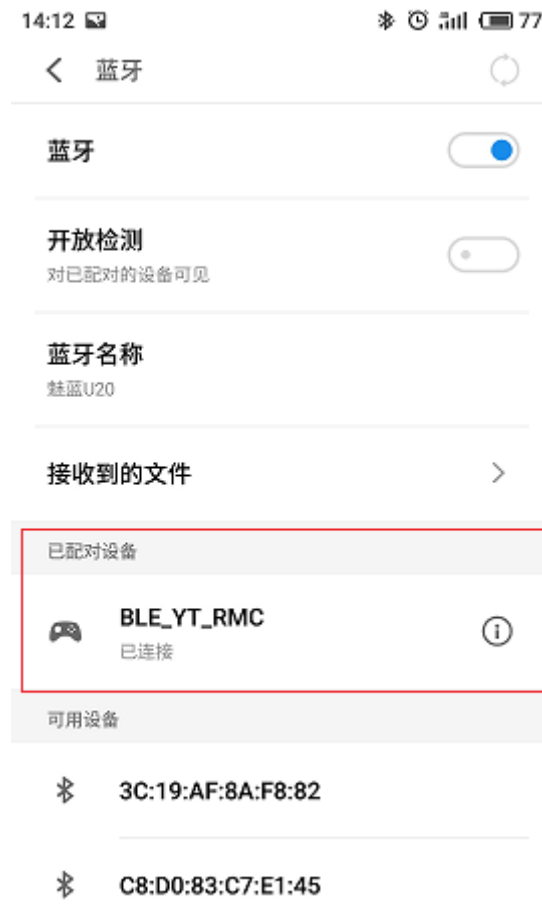 14:12
77
蓝牙
蓝牙
开放检测
对已配对的设备可见
蓝牙名称
魅蓝U20
接收到的文件
已配对设备
BLE_YT_RMC
已连接
可用设备
3C:19:AF:8A:F8:82
C8:D0:83:C7:E1:45